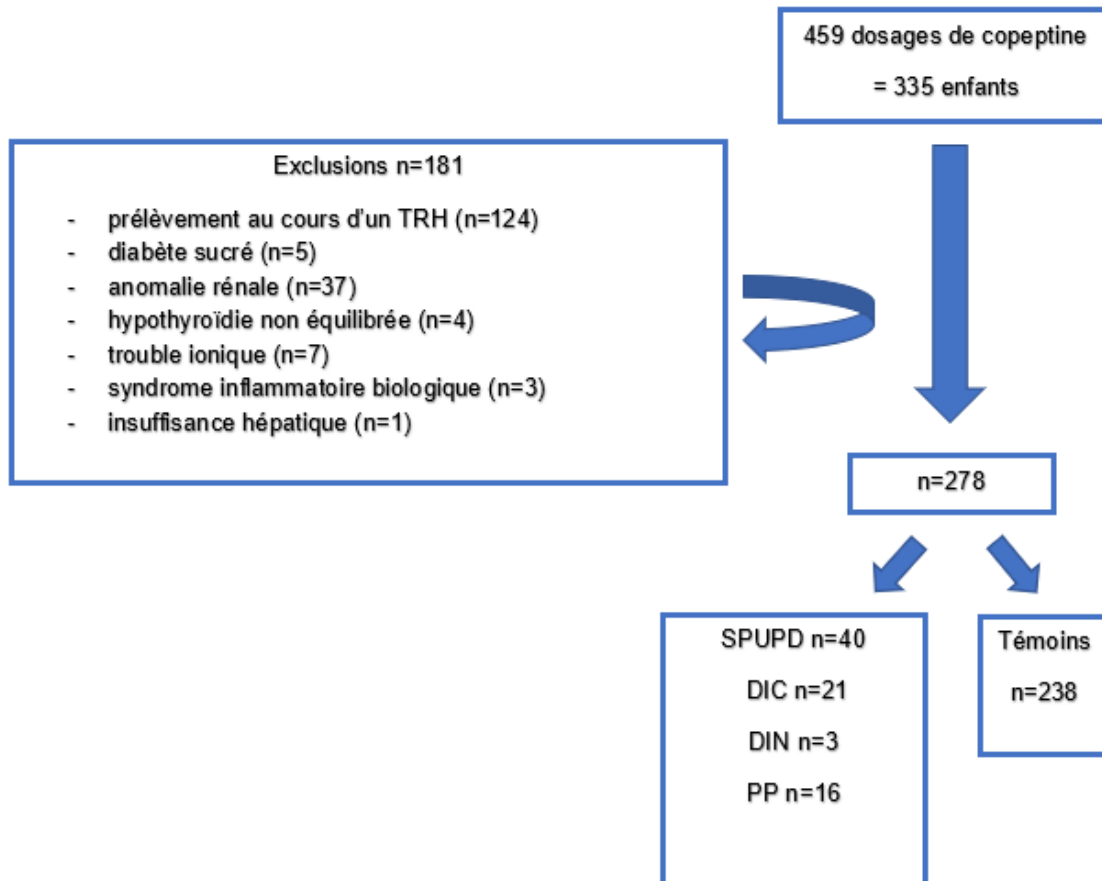 459 dosages de copeptine
= 335 enfants
Exclusions n=181
- prélèvement au cours d'un TRH (n=124)
- diabète sucré (n=5)
- anomalie rénale (n=37)
- hypothyroïdie non équilibrée (n=4)
- trouble ionique (n=7)
- syndrome inflammatoire biologique (n=3)
- insuffisance hépatique (n=1)
n=278
SPUPD n=40
DIC n=21
DIN n=3
PP n=16
Témoins
n=238